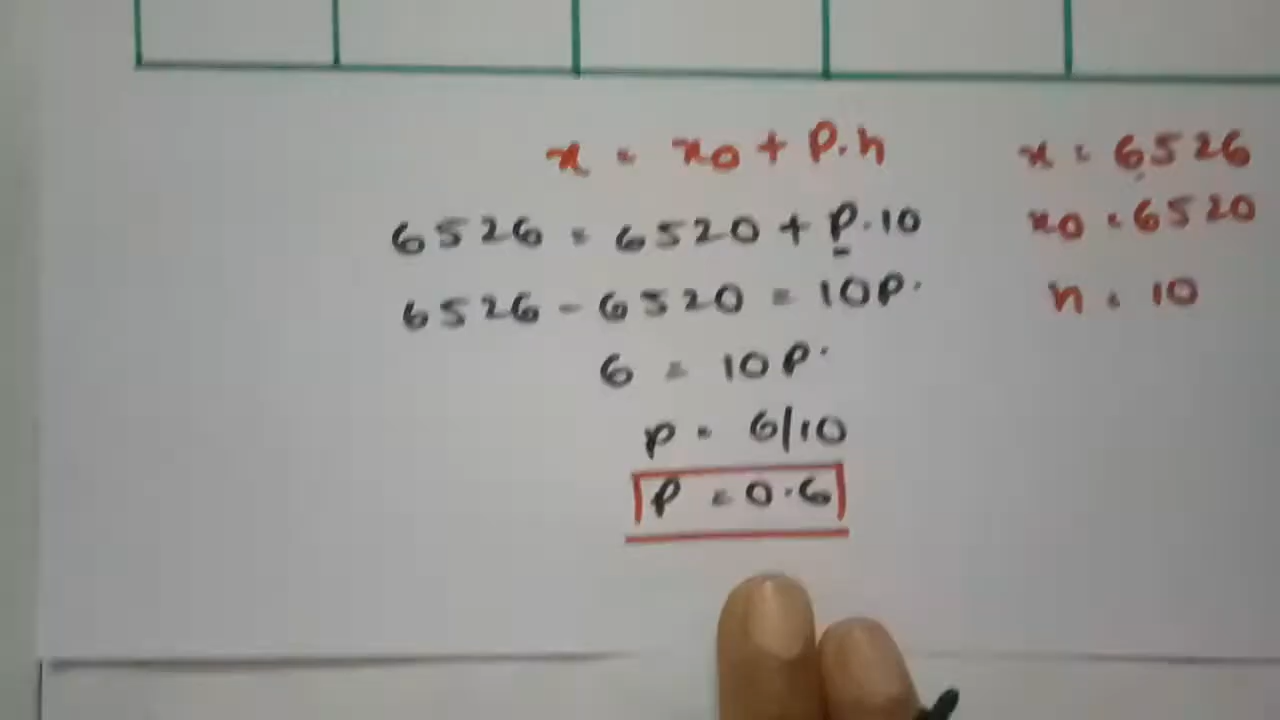 x = x0 + p.h
x = 6526
6526 = 6520 + p.10
x0 = 6520
6526 - 6520 = 10p.
h = 10
6 = 10p.
p = 6/10
p = 0.6